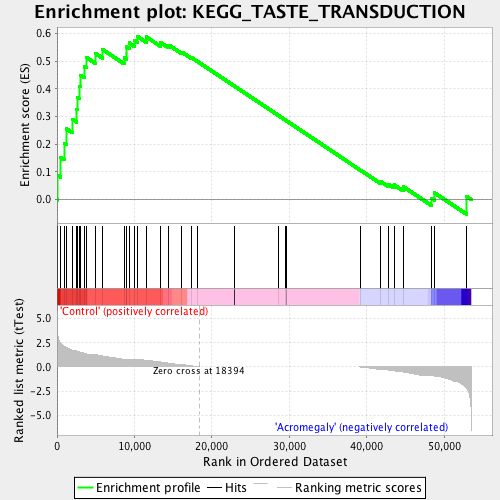 Enrichment plot: KEGG_TASTE_TRANSDUCTION
Enrichment score (ES)
0.6
0.5
0.4
0.3
0.2
0.1
0.0
'Control' (positively correlated)
Ranked list metric (tTest)
5.0
2.5
0.0
-2.5
-5.0
Zero cross at 18394
'Acromegaly' (negatively correlated)
0 10,000 20,000 30,000 40,000 50,000
Rank in Ordered Dataset
Enrichment profile Hits Ranking metric scores